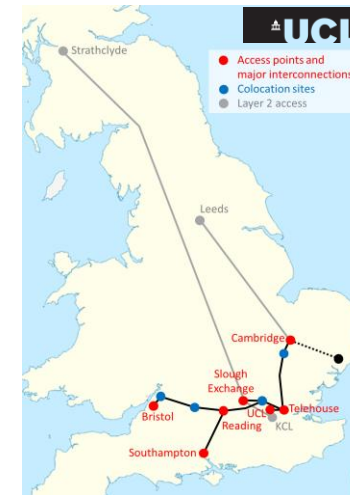 UCL
Access points and
major interconnections
Colocation sites
Layer 2 access
Strathclyde
Leeds
Cambridge
Slough
Exchange
UCL
Telehouse
KCL
Bristol
Reading
Southampton